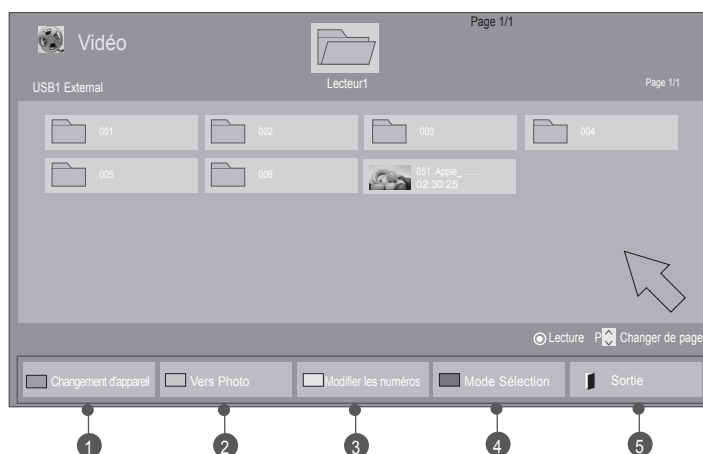 Page 1/1
Vidéo
Lecteur1
USB1 External
Page 1/1
001
002
003
004
005
006
051. Apple_ ......
02:30:25
Lecture
P
Changer de page
Changement d'appareil
Vers Photo
Modifier les numéros
Mode Sélection
Sortie
1
2
3
4
5